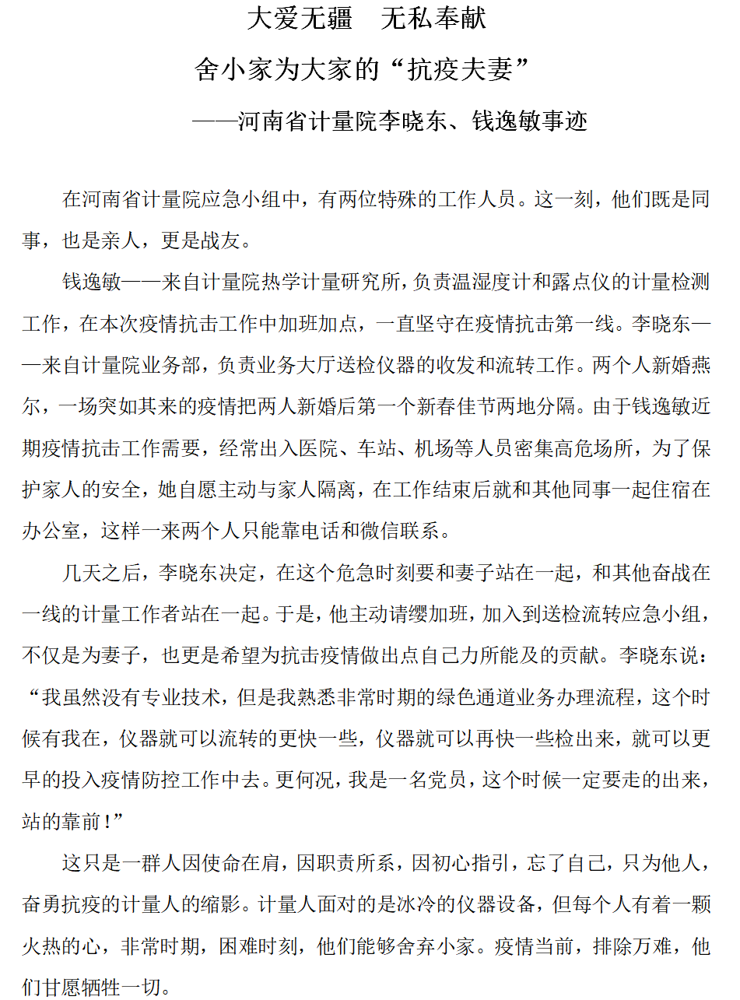 大爱无疆　无私奉献
舍小家为大家的“抗疫夫妻”
——河南省计量院李晓东、钱逸敏事迹
在河南省计量院应急小组中，有两位特殊的工作人员。这一刻，他们既是同
事，也是亲人，更是战友。
钱逸敏——来自计量院热学计量研究所，负责温湿度计和露点仪的计量检测
工作，在本次疫情抗击工作中加班加点，一直坚守在疫情抗击第一线。李晓东—
—来自计量院业务部，负责业务大厅送检仪器的收发和流转工作。两个人新婚燕
尔，一场突如其来的疫情把两人新婚后第一个新春佳节两地分隔。由于钱逸敏近
期疫情抗击工作需要，经常出入医院、车站、机场等人员密集高危场所，为了保
护家人的安全，她自愿主动与家人隔离，在工作结束后就和其他同事一起住宿在
办公室，这样一来两个人只能靠电话和微信联系。
几天之后，李晓东决定，在这个危急时刻要和妻子站在一起，和其他奋战在
一线的计量工作者站在一起。于是，他主动请缨加班，加入到送检流转应急小组，
不仅是为妻子，也更是希望为抗击疫情做出点自己力所能及的贡献。李晓东说：
“我虽然没有专业技术，但是我熟悉非常时期的绿色通道业务办理流程，这个时
候有我在，仪器就可以流转的更快一些，仪器就可以再快一些检出来，就可以更
早的投入疫情防控工作中去。更何况，我是一名党员，这个时候一定要走的出来，
站的靠前！”
这只是一群人因使命在肩，因职责所系，因初心指引，忘了自己，只为他人，
奋勇抗疫的计量人的缩影。计量人面对的是冰冷的仪器设备，但每个人有着一颗
火热的心，非常时期，困难时刻，他们能够舍弃小家。疫情当前，排除万难，他
们甘愿牺牲一切。